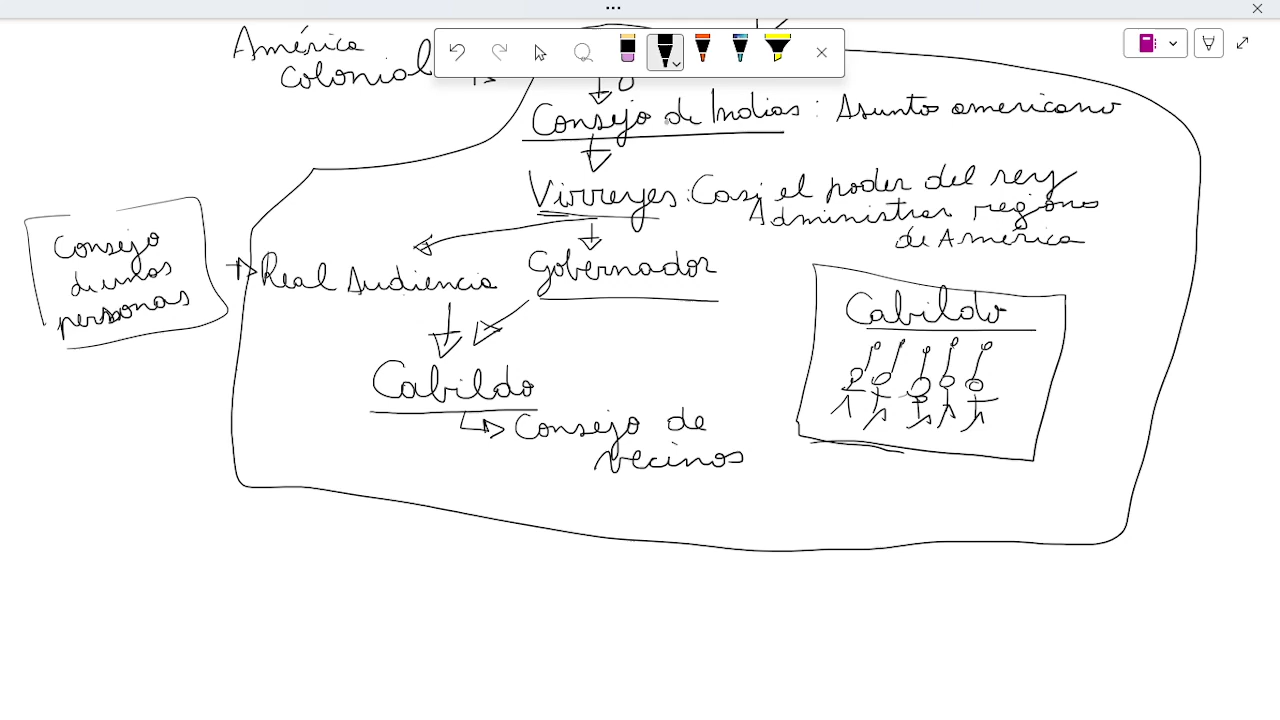 América
Colonial
Consejo de Indias : Asunto americano
Virreyes : Casi el poder del rey
Administrar regiones
de América
Consejo
de unas
personas
Real Audiencia
Gobernador
Cabildo
Cabildo
Consejo de
vecinos